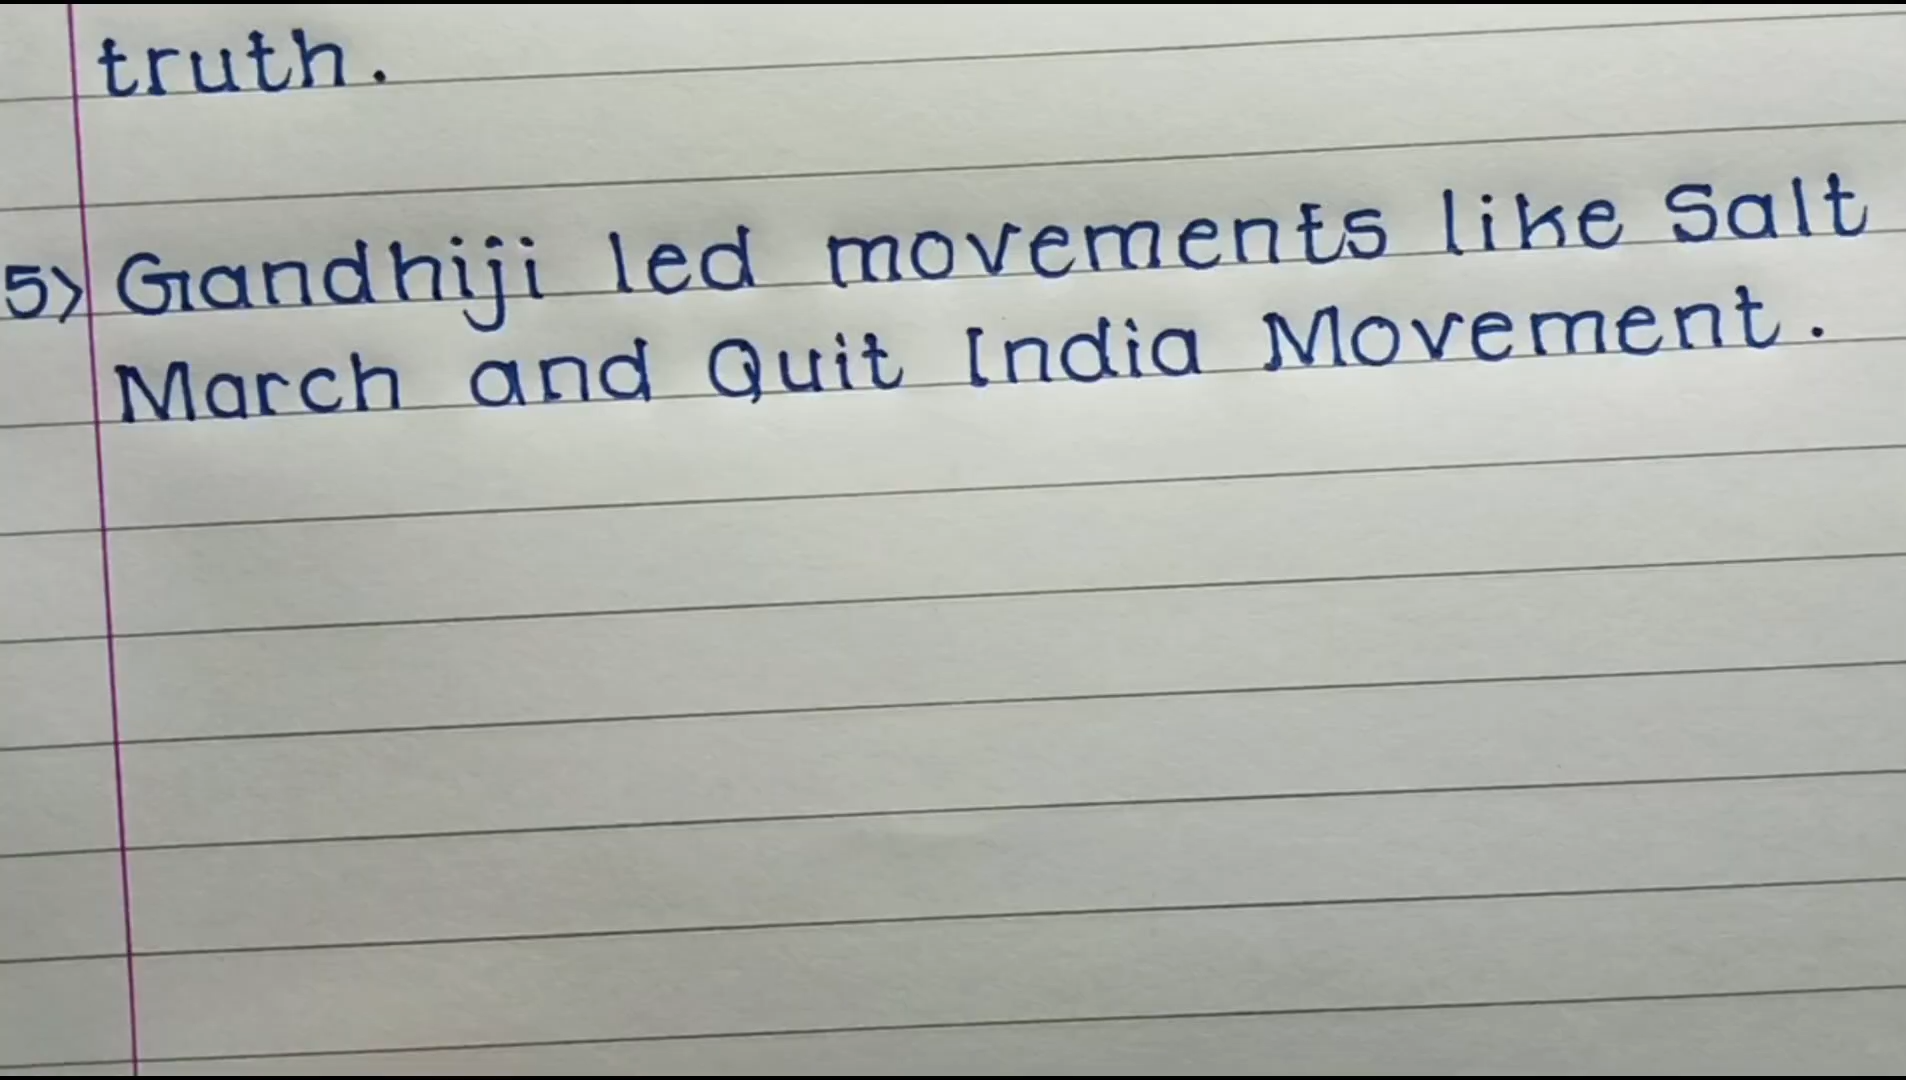 truth.
5) Gandhiji led movements like Salt
March and Quit India Movement.